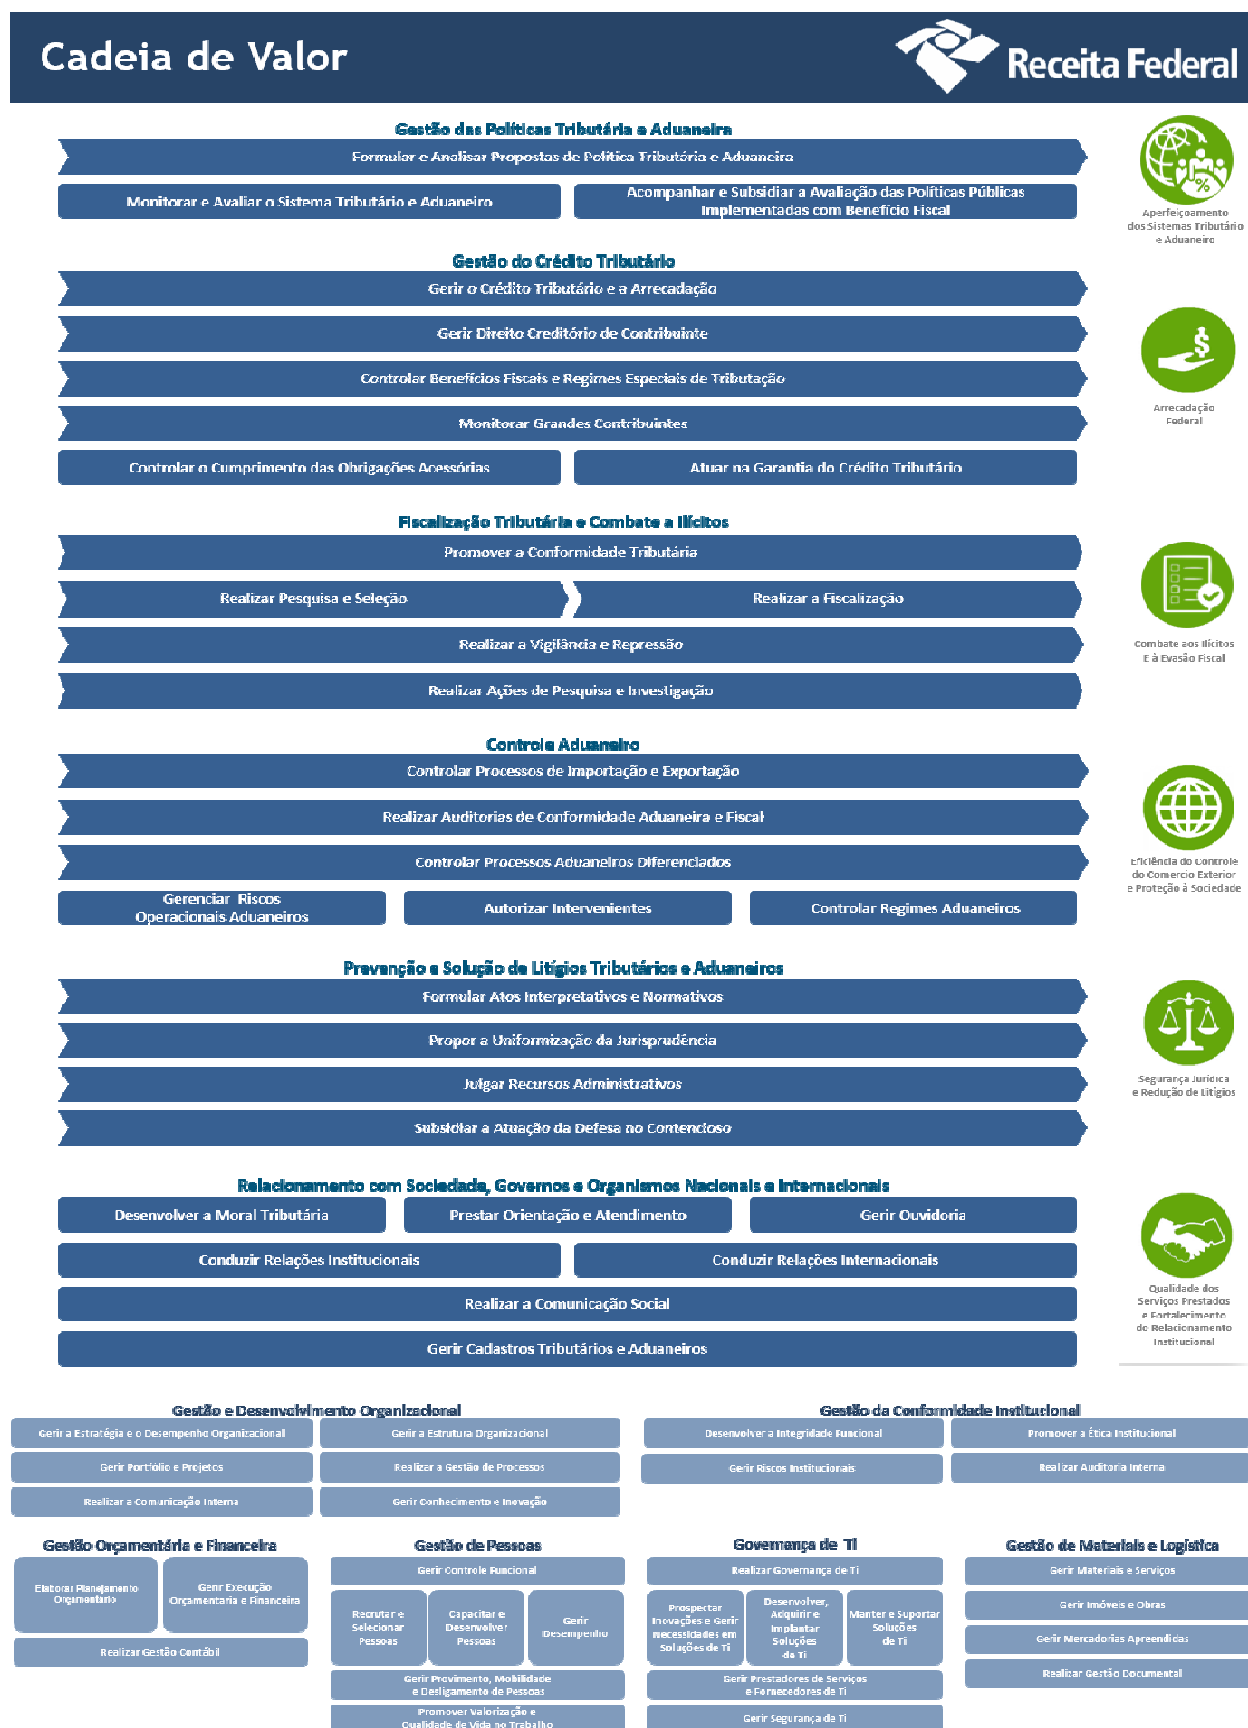 Cadeia de Valor
Receita Federal
Gestão das Políticas Tributária e Aduaneira
Formular e Analisar Propostas de Política Tributária e Aduaneira
Monitorar e Avaliar o Sistema Tributário e Aduaneiro
Acompanhar e Subsidiar a Avaliação das Políticas Públicas
Implementadas com Benefício Fiscal
Aperfeiçoamento
dos Sistemas Tributário
e Aduaneiro
Gestão do Crédito Tributário
Gerir o Crédito Tributário e a Arrecadação
Gerir Direito Creditório de Contribuinte
Controlar Benefícios Fiscais e Regimes Especiais de Tributação
Monitorar Grandes Contribuintes
Controlar o Cumprimento das Obrigações Acessórias
Atuar na Garantia do Crédito Tributário
Arrecadação
Federal
Fiscalização Tributária e Combate a Ilícitos
Promover a Conformidade Tributária
Realizar Pesquisa e Seleção
Realizar a Fiscalização
Realizar a Vigilância e Repressão
Realizar Ações de Pesquisa e Investigação
Combate aos Ilícitos
E à Evasão Fiscal
Controle Aduaneiro
Controlar Processos de Importação e Exportação
Realizar Auditorias de Conformidade Aduaneira e Fiscal
Controlar Processos Aduaneiros Diferenciados
Gerenciar Riscos
Operacionais Aduaneiros
Autorizar Intervenientes
Controlar Regimes Aduaneiros
Eficiência do Controle
do Comercio Exterior
e Proteção à Sociedade
Prevenção e Solução de Litígios Tributários e Aduaneiros
Formular Atos Interpretativos e Normativos
Propor a Uniformização da Jurisprudência
Julgar Recursos Administrativos
Subsidiar a Atuação da Defesa no Contencioso
Segurança Jurídica
e Redução de Litígios
Relacionamento com Sociedade, Governos e Organismos Nacionais e Internacionais
Desenvolver a Moral Tributária
Prestar Orientação e Atendimento
Gerir Ouvidoria
Conduzir Relações Institucionais
Conduzir Relações Internacionais
Realizar a Comunicação Social
Gerir Cadastros Tributários e Aduaneiros
Qualidade dos
Serviços Prestados
e Fortalecimento
do Relacionamento
Institucional
Gestão e Desenvolvimento Organizacional
Gerir a Estratégia e o Desempenho Organizacional
Gerir a Estrutura Organizacional
Gerir Portfólio e Projetos
Realizar a Gestão de Processos
Realizar a Comunicação Interna
Gerir Conhecimento e Inovação
Gestão da Conformidade Institucional
Desenvolver a Integridade Funcional
Promover a Ética Institucional
Gerir Riscos Institucionais
Realizar Auditoria Interna
Gestão Orçamentária e Financeira
Elaborar Planejamento
Orçamentário
Gerir Execução
Orçamentaria e Financeira
Realizar Gestão Contábil
Gestão de Pessoas
Gerir Controle Funcional
Recrutar e
Selecionar
Pessoas
Capacitar e
Desenvolver
Pessoas
Gerir
Desempenho
Gerir Provimento, Mobilidade
e Desligamento de Pessoas
Promover Valorização e
Qualidade de Vida no Trabalho
Governança de TI
Realizar Governança de TI
Prospectar
Inovações e Gerir
Necessidades em
Soluções de TI
Desenvolver,
Adquirir e
Implantar
Soluções
de TI
Manter e Suportar
Soluções
de TI
Gerir Prestadores de Serviços
e Fornecedores de TI
Gerir Segurança de TI
Gestão de Materiais e Logística
Gerir Materiais e Serviços
Gerir Imóveis e Obras
Gerir Mercadorias Apreendidas
Realizar Gestão Documental